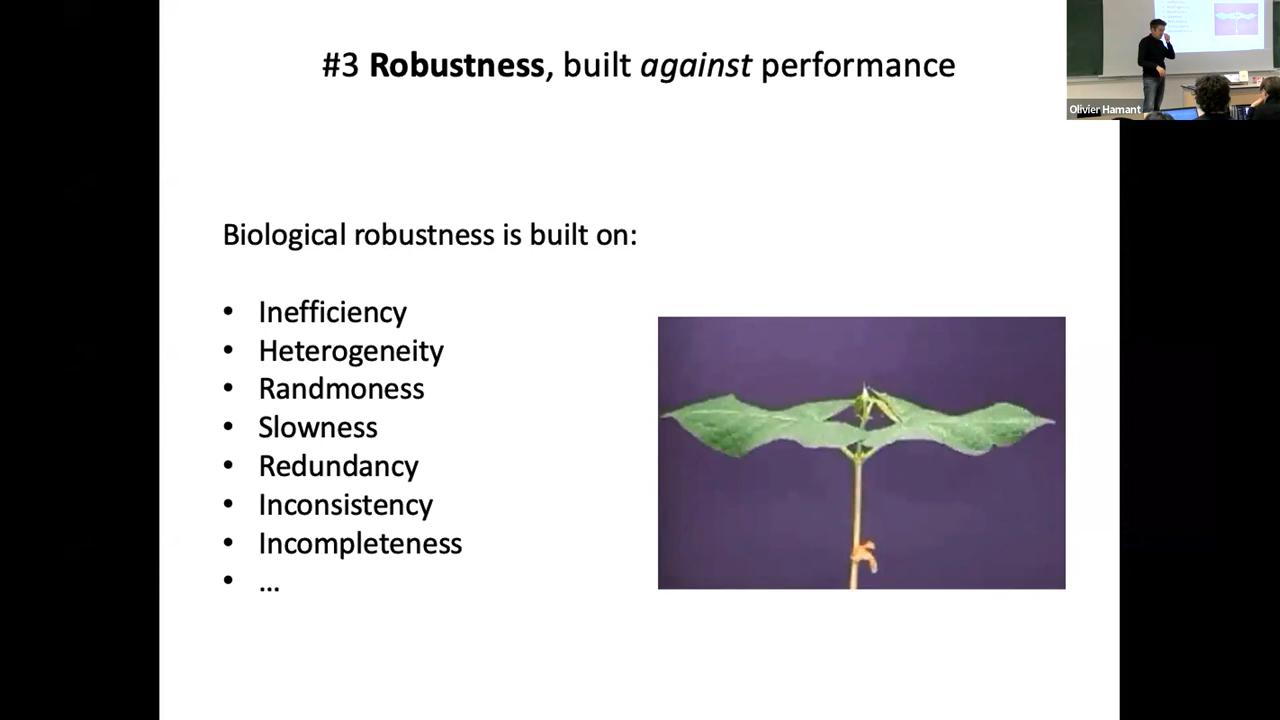 #3 Robustness, built against performance
Olivier Hamant
Biological robustness is built on:
• Inefficiency
• Heterogeneity
• Randmoness
• Slowness
• Redundancy
• Inconsistency
• Incompleteness
• ...